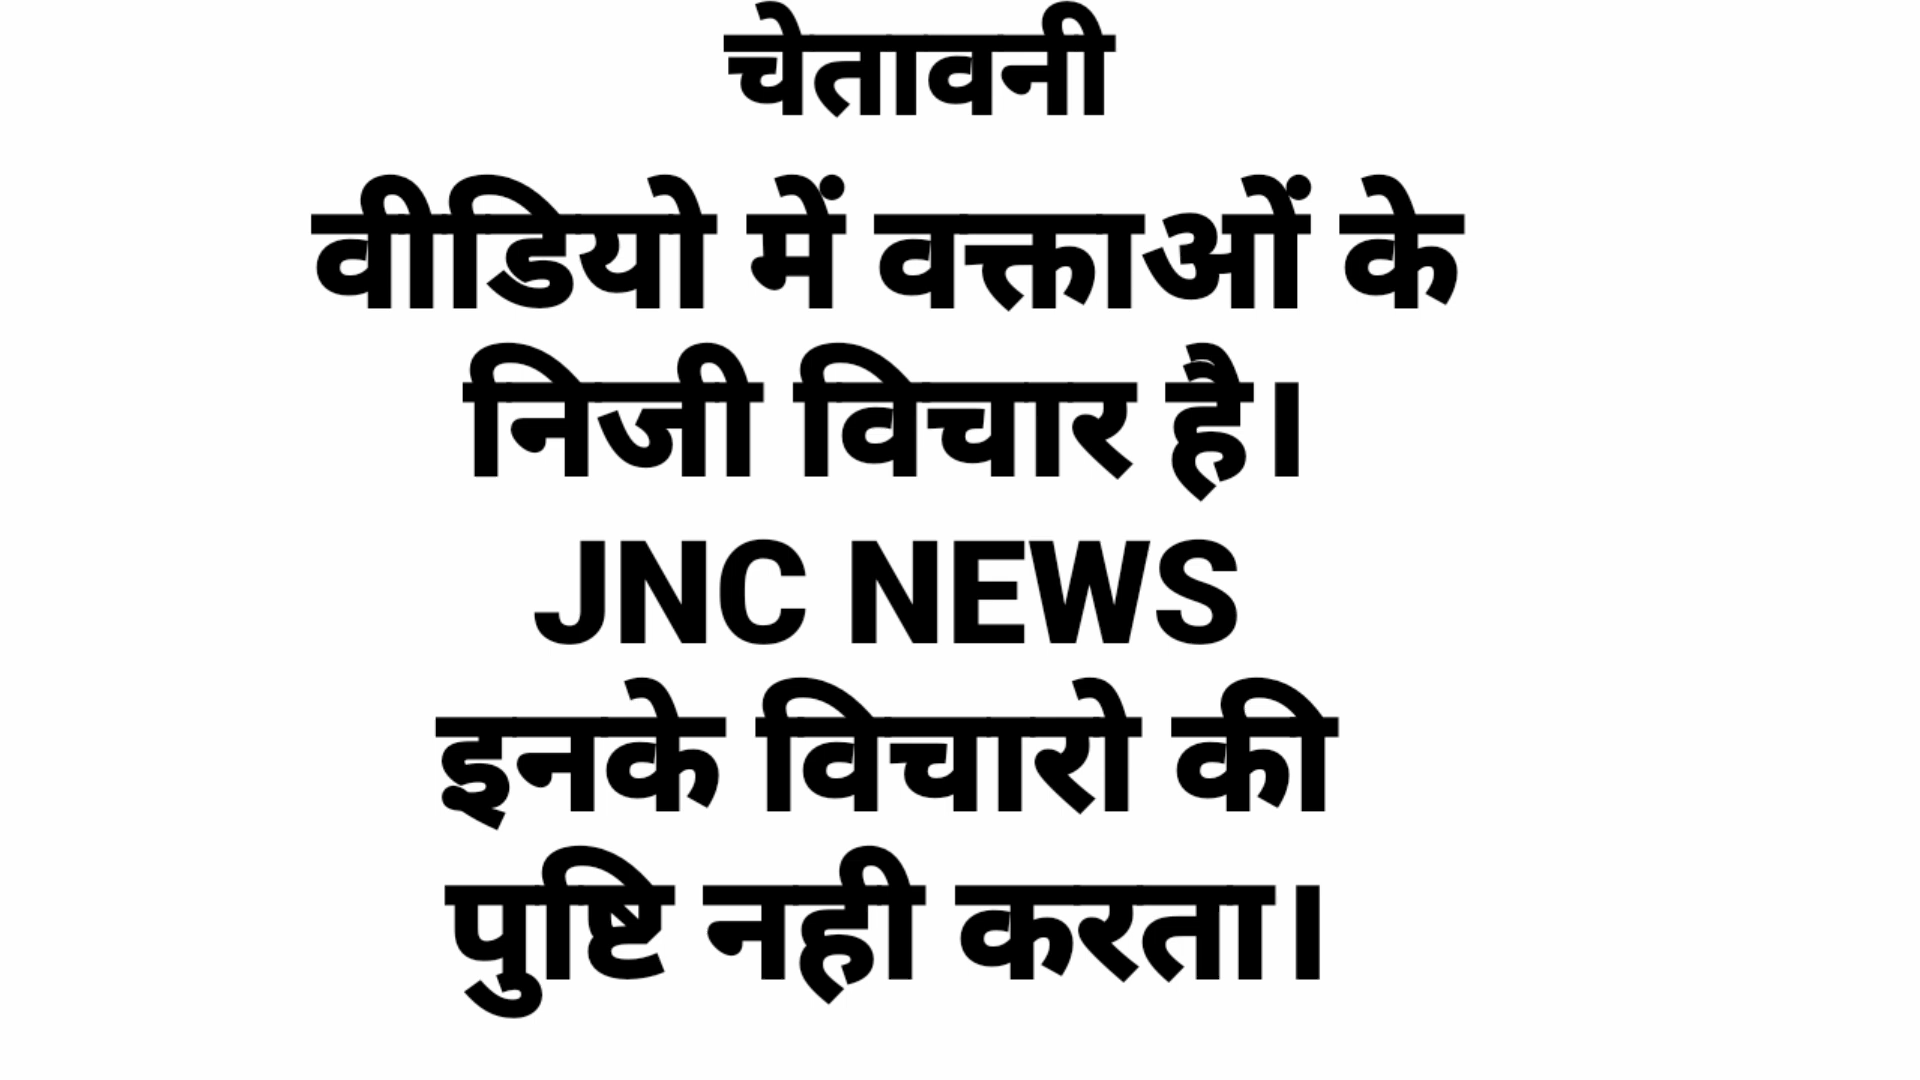 चेतावनी
वीडियो में वक्ताओं के
निजी विचार है।
JNC NEWS
इनके विचारो की
पुष्टि नही करता।